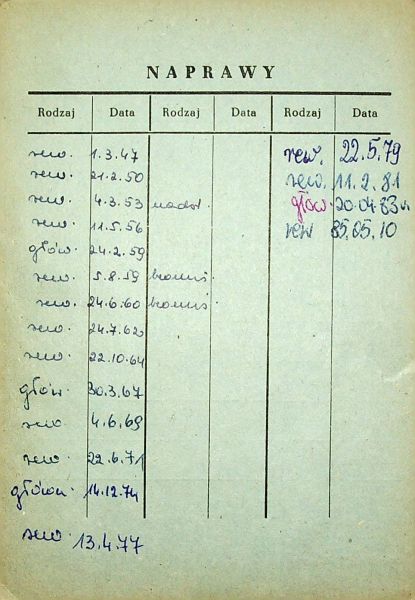 NAPRAWY
Rodzaj Data Rodzaj Data Rodzaj Data
rew. 1.3.47 rew. 22.5.79
rew. 21.2.50 rew. 11.2.81
rew. 4.3.53 głów. 20.04.83
rew. 11.5.56 rew 85.05.10
głów. 24.2.59
rew. 5.8.59
rew. 24.6.60
rew. 24.7.62
rew. 22.10.64
głów. 30.3.67
rew. 4.6.69
rew. 22.6.71
główn. 14.12.74
rew. 13.4.77